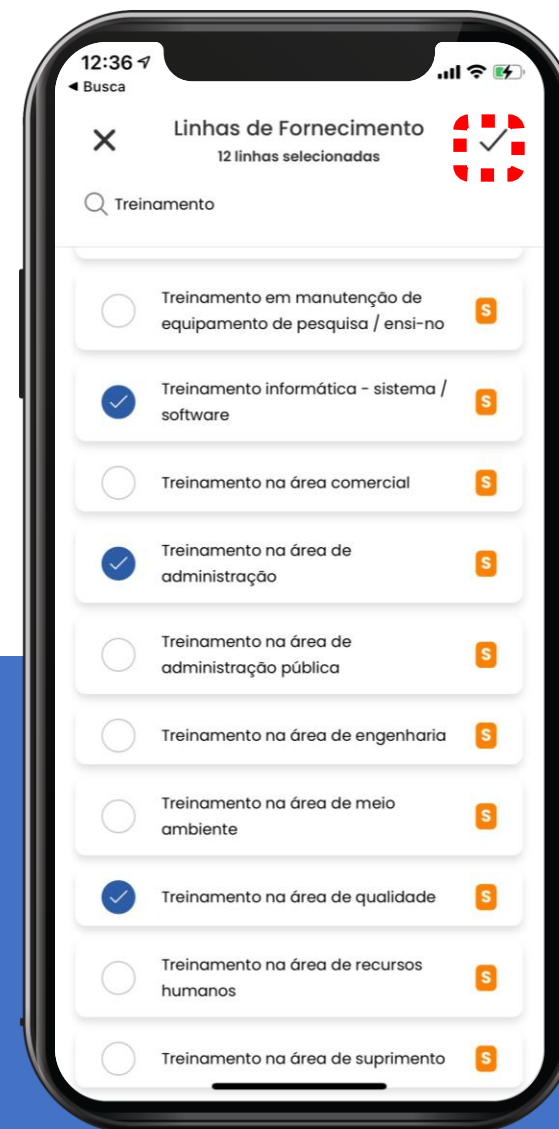 12:36
◀ Busca
Linhas de Fornecimento
12 linhas selecionadas
Treinamento
Treinamento em manutenção de
equipamento de pesquisa / ensi-no
S
Treinamento informática - sistema /
software
S
Treinamento na área comercial
S
Treinamento na área de
administração
S
Treinamento na área de
administração pública
S
Treinamento na área de engenharia
S
Treinamento na área de meio
ambiente
S
Treinamento na área de qualidade
S
Treinamento na área de recursos
humanos
S
Treinamento na área de suprimento
S